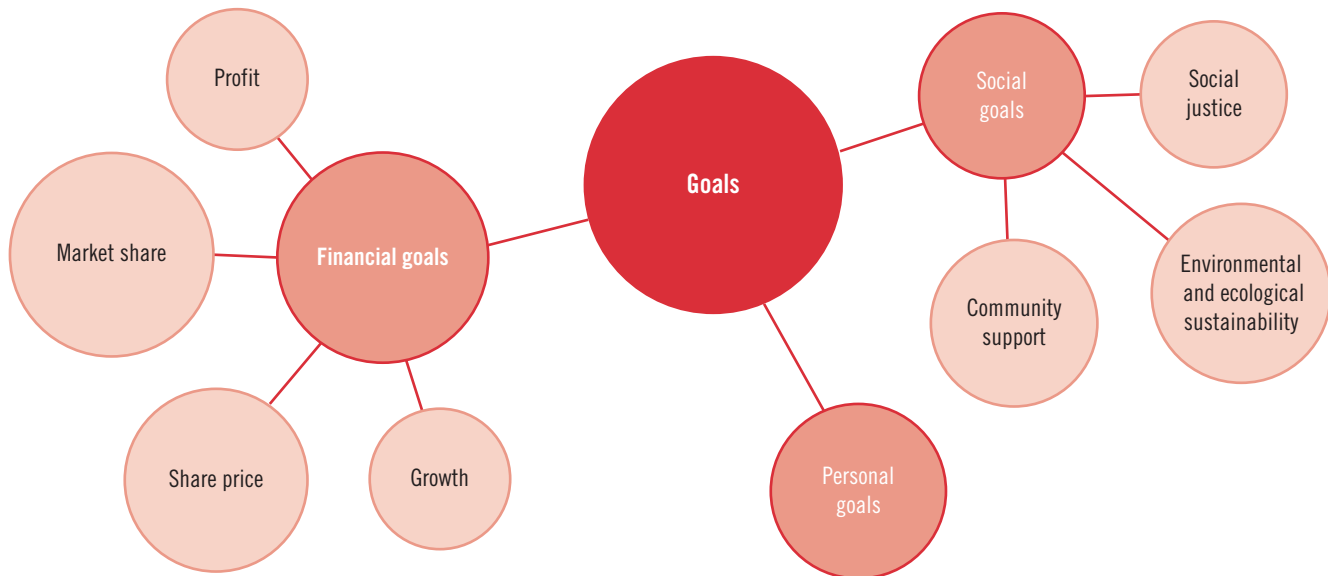 Profit
Market share
Financial goals
Share price
Growth
Goals
Social
goals
Social
justice
Community
support
Environmental
and ecological
sustainability
Personal
goals